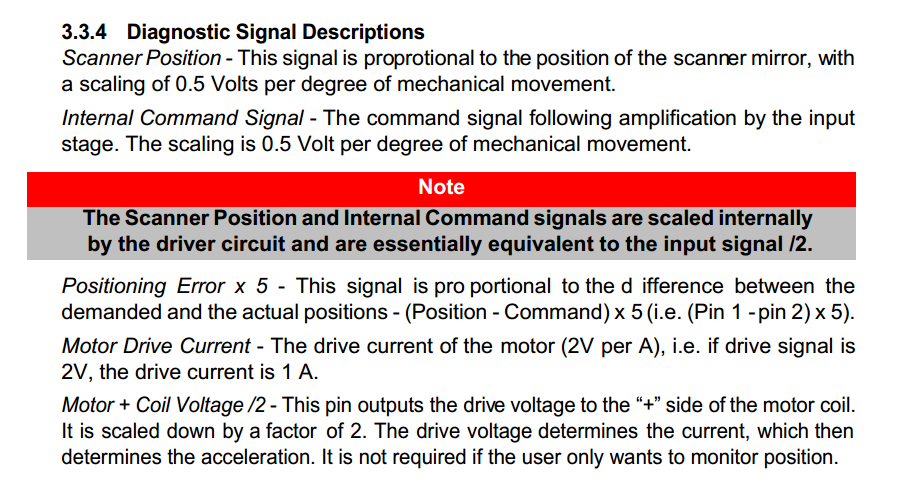 3.3.4 Diagnostic Signal Descriptions
Scanner Position - This signal is proprotional to the position of the scanner mirror, with
a scaling of 0.5 Volts per degree of mechanical movement.
Internal Command Signal - The command signal following amplification by the input
stage. The scaling is 0.5 Volt per degree of mechanical movement.
Note
The Scanner Position and Internal Command signals are scaled internally
by the driver circuit and are essentially equivalent to the input signal /2.
Positioning Error x 5 - This signal is pro portional to the d ifference between the
demanded and the actual positions - (Position - Command) x 5 (i.e. (Pin 1 - pin 2) x 5).
Motor Drive Current - The drive current of the motor (2V per A), i.e. if drive signal is
2V, the drive current is 1 A.
Motor + Coil Voltage /2 - This pin outputs the drive voltage to the “+” side of the motor coil.
It is scaled down by a factor of 2. The drive voltage determines the current, which then
determines the acceleration. It is not required if the user only wants to monitor position.